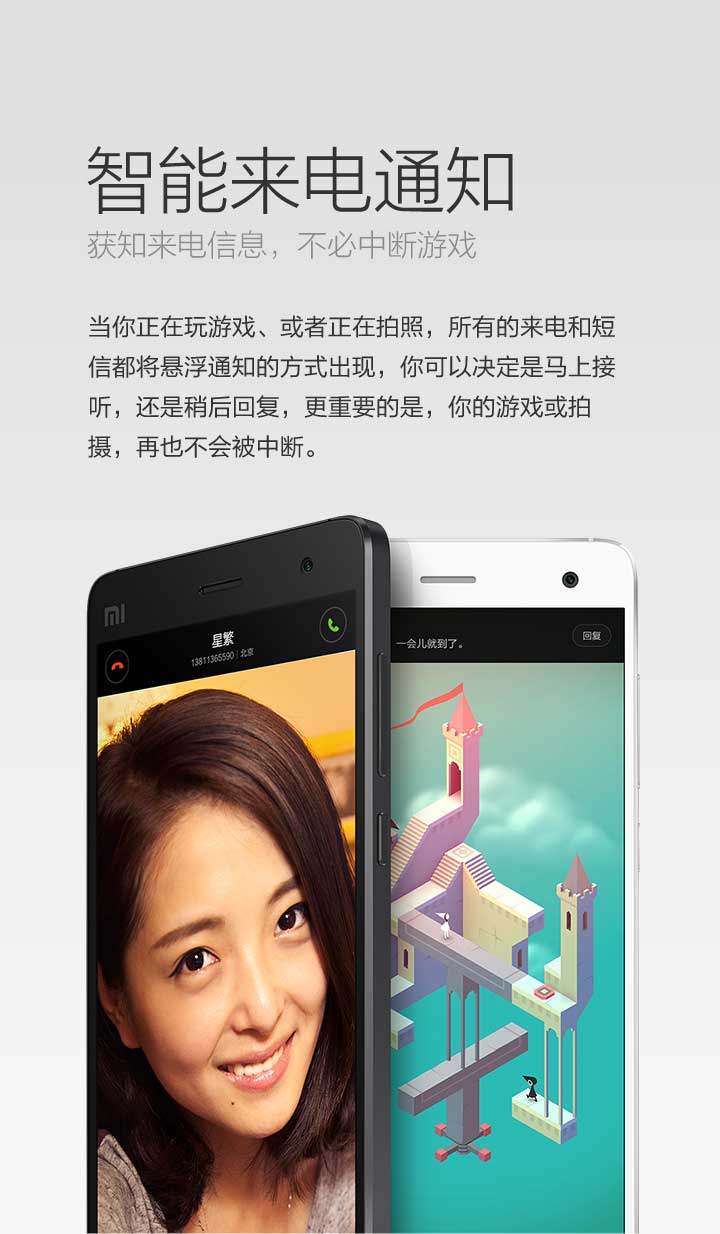 智能来电通知
获知来电信息，不必中断游戏
当你正在玩游戏、或者正在拍照，所有的来电和短
信都将悬浮通知的方式出现，你可以决定是马上接
听，还是稍后回复，更重要的是，你的游戏或拍
摄，再也不会被中断。
mi
星繁
13811365590 | 北京
一会儿就到了。
回复